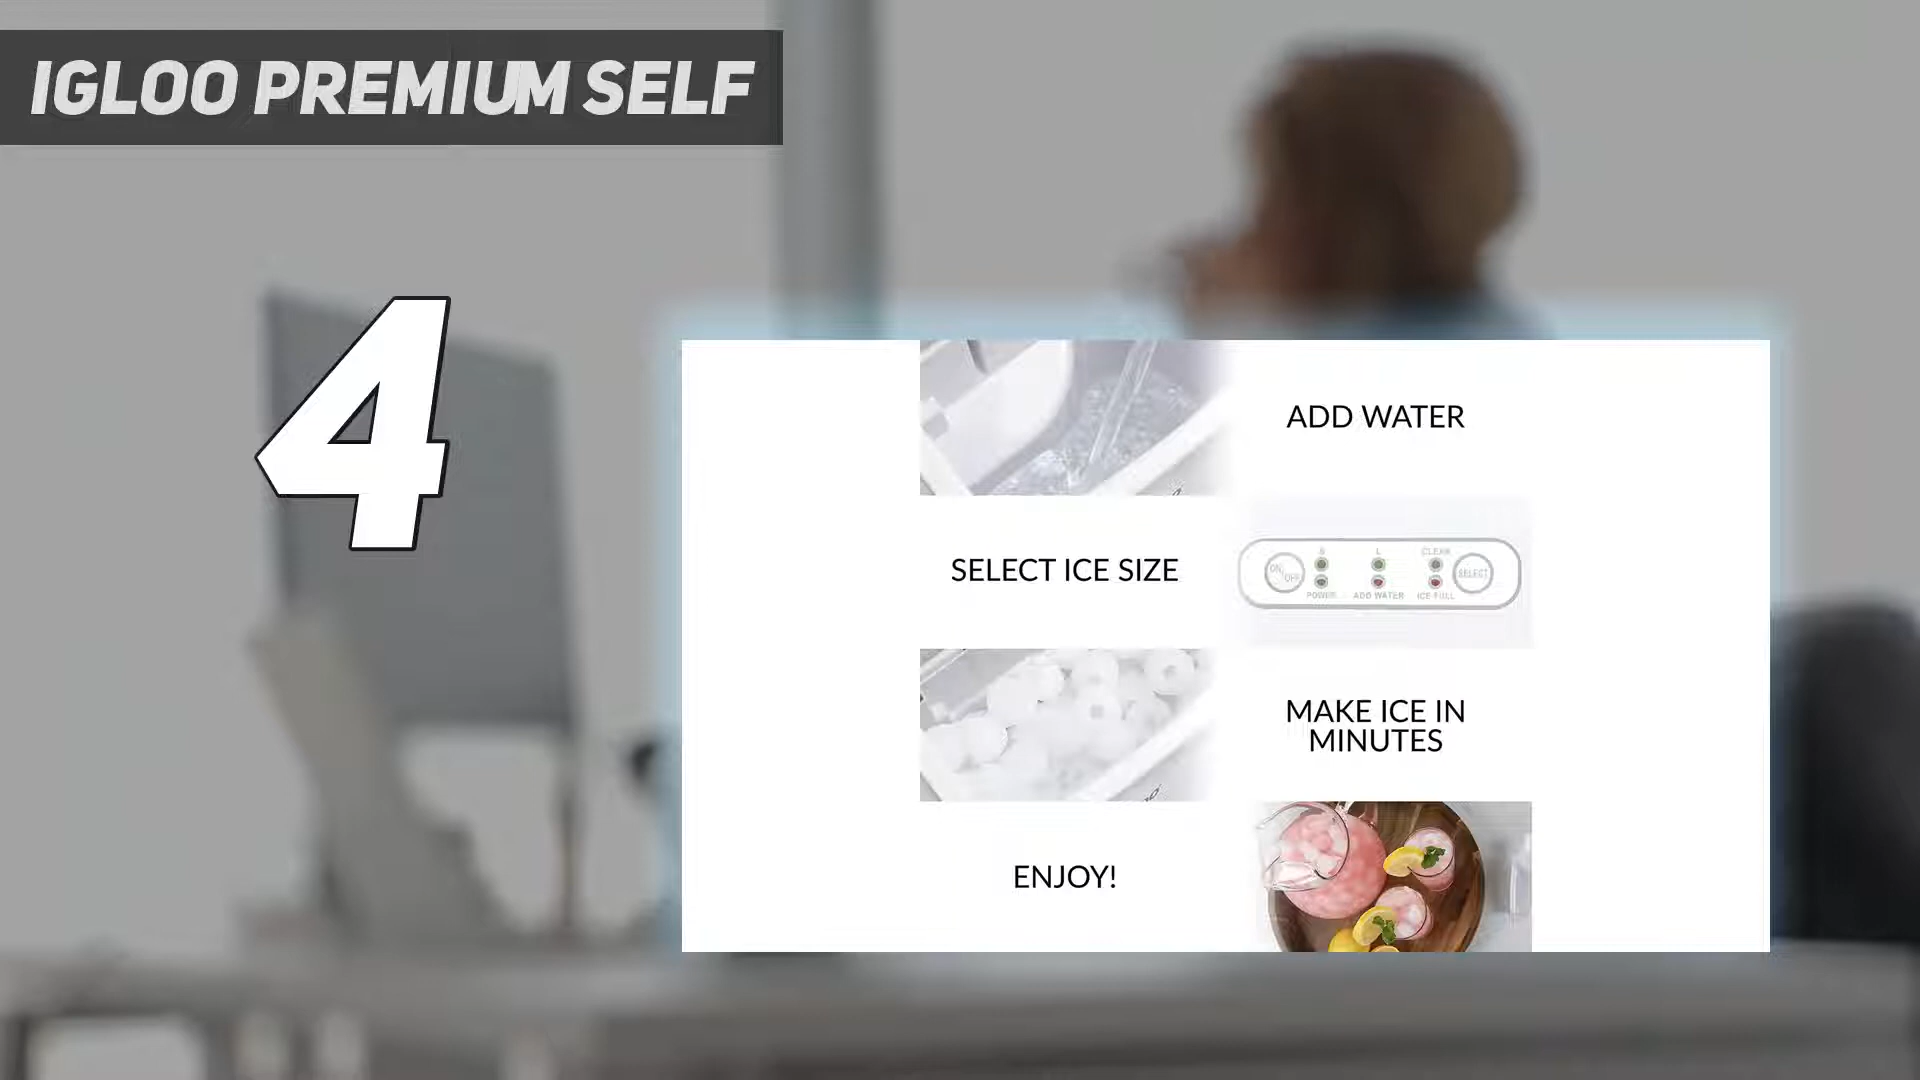 IGLOO PREMIUM SELF
4
ADD WATER
SELECT ICE SIZE
ON/OFF
S
L
CLEAN
SELECT
POWER
ADD WATER
ICE FULL
MAKE ICE IN
MINUTES
ENJOY!